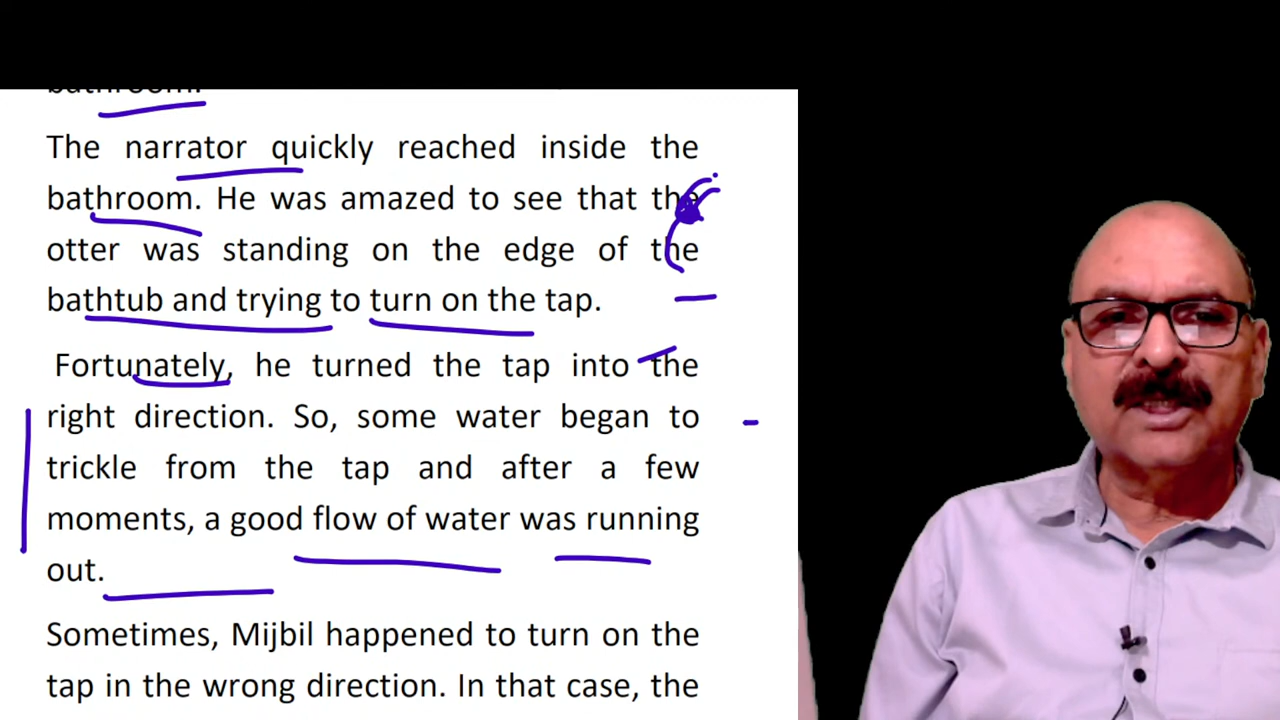 bathroom.
The narrator quickly reached inside the
bathroom. He was amazed to see that the
otter was standing on the edge of the
bathtub and trying to turn on the tap.
Fortunately, he turned the tap into the
right direction. So, some water began to
trickle from the tap and after a few
moments, a good flow of water was running
out.
Sometimes, Mijbil happened to turn on the
tap in the wrong direction. In that case, the